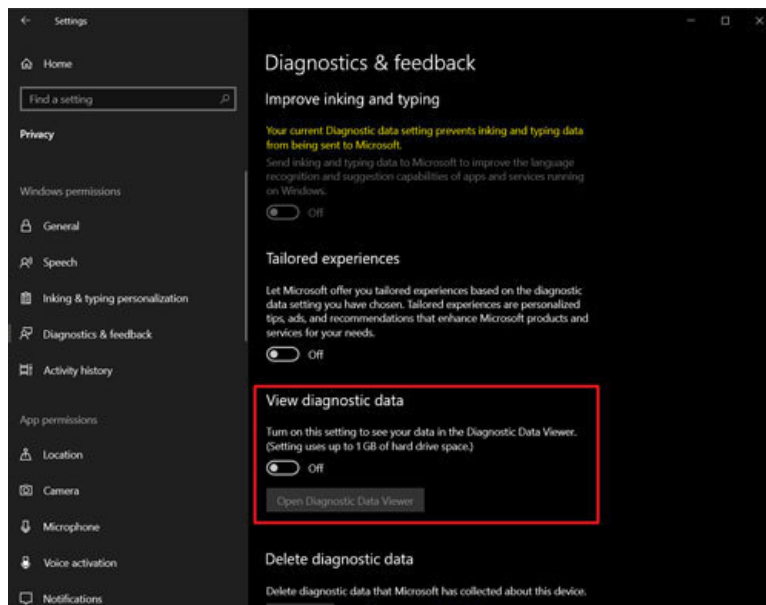 Settings
Home
Find a setting
Privacy
Windows permissions
General
Speech
Inking & typing personalization
Diagnostics & feedback
Activity history
App permissions
Location
Camera
Microphone
Voice activation
Notifications
Diagnostics & feedback
Improve inking and typing
Your current Diagnostic data setting prevents inking and typing data
from being sent to Microsoft.
Send inking and typing data to Microsoft to improve the language
recognition and suggestion capabilities of apps and services running
on Windows.
Off
Tailored experiences
Let Microsoft offer you tailored experiences based on the diagnostic
data setting you have chosen. Tailored experiences are personalized
tips, ads, and recommendations that enhance Microsoft products and
services for your needs.
Off
View diagnostic data
Turn on this setting to see your data in the Diagnostic Data Viewer.
(Setting uses up to 1 GB of hard drive space.)
Off
Open Diagnostic Data Viewer
Delete diagnostic data
Delete diagnostic data that Microsoft has collected about this device.